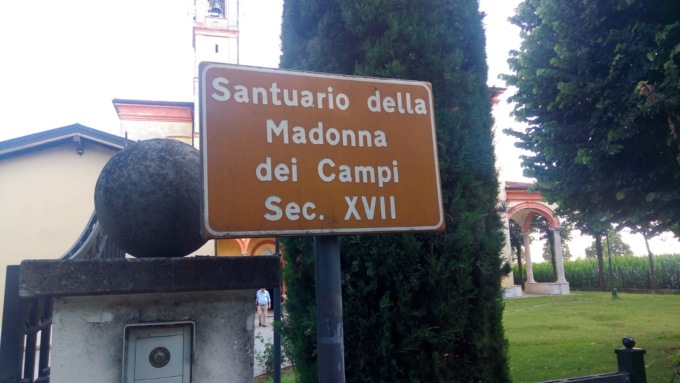 Santuario della
Madonna
dei Campi
Sec. XVII